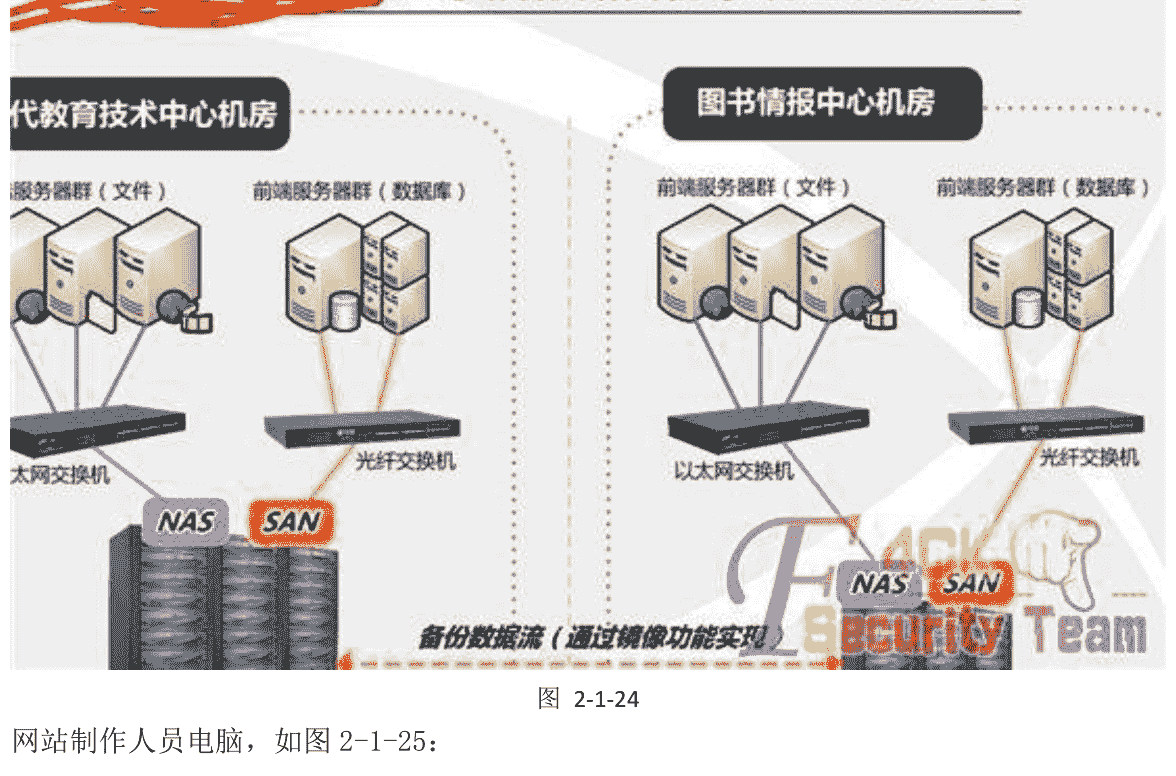 代教育技术中心机房
图书情报中心机房
服务器群（文件）
前端服务器群（数据库）
前端服务器群（文件）
前端服务器群（数据库）
太网交换机
光纤交换机
以太网交换机
光纤交换机
NAS
SAN
NAS
SAN
备份数据流（通过镜像功能实现）
Security Team
图 2-1-24
网站制作人员电脑，如图 2-1-25：